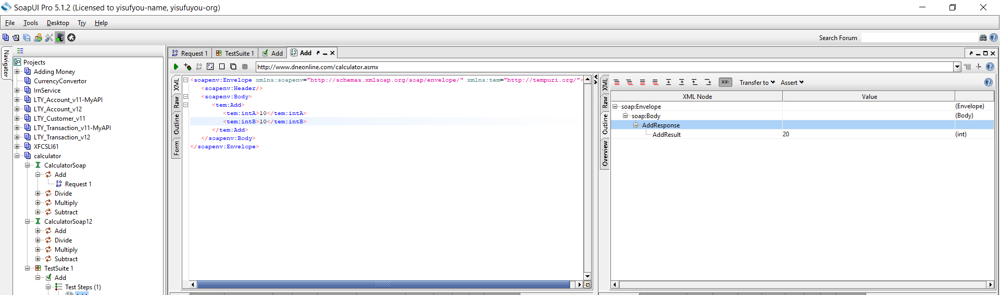 SoapUI Pro 5.1.2 (Licensed to yisufyou-name, yisufuyou-org)
File Tools Desktop Try Help
Search Forum
Navigator
Projects
Adding Money
CurrencyConvertor
IrnService
LTY_Account_v11-MyAPI
LTY_Account_v12
LTY_Customer_v11
LTY_Transaction_v11-MyAPI
LTY_Transaction_v12
XFCSLI61
calculator
CalculatorSoap
Add
Request 1
Divide
Multiply
Subtract
CalculatorSoap12
Add
Divide
Multiply
Subtract
TestSuite 1
Add
Test Steps (1)
Add
Request 1 TestSuite 1 Add Add
http://www.dneonline.com/calculator.asmx
XML
Raw
Outline
Form
<soapenv:Envelope xmlns:soapenv="http://schemas.xmlsoap.org/soap/envelope/" xmlns:tem="http://tempuri.org/">
<soapenv:Header/>
<soapenv:Body>
<tem:Add>
<tem:intA>10</tem:intA>
<tem:intB>10</tem:intB>
</tem:Add>
</soapenv:Body>
</soapenv:Envelope>
XML
Raw
Outline
Overview
XS: Transfer to Assert
XML Node Value
soap:Envelope (Envelope)
soap:Body (Body)
AddResponse
AddResult 20 (int)